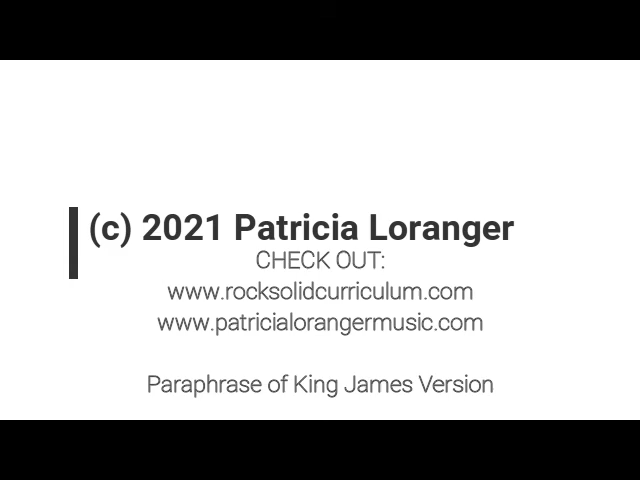 (c) 2021 Patricia Loranger
CHECK OUT:
www.rocksolidcurriculum.com
www.patricialorangermusic.com
Paraphrase of King James Version